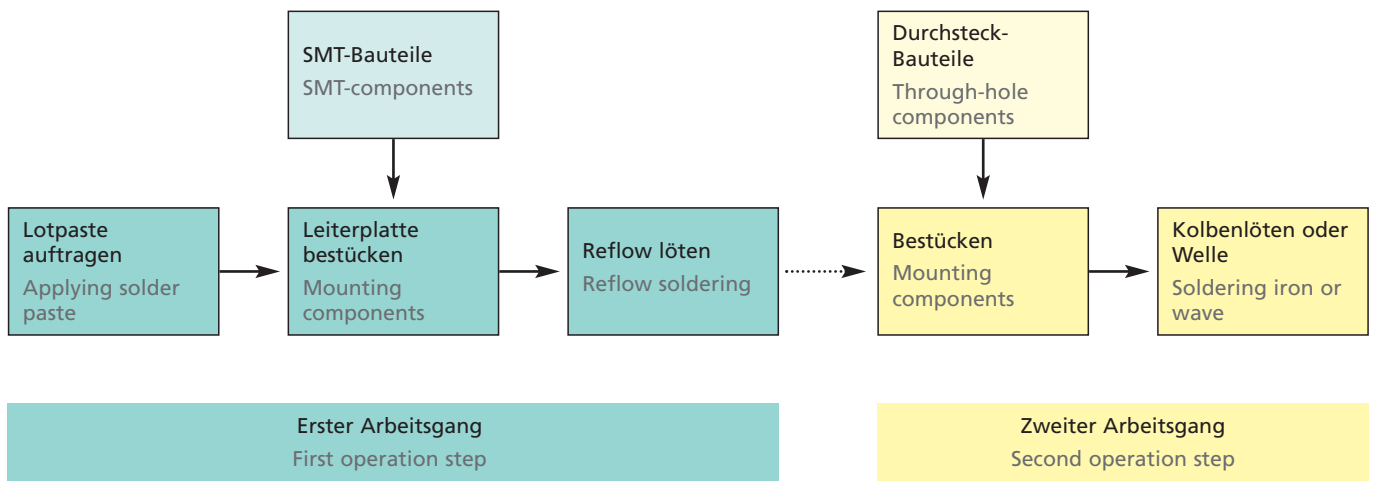 SMT-Bauteile
SMT-components
Durchsteck-
Bauteile
Through-hole
components
Lotpaste
auftragen
Applying solder
paste
Leiterplatte
bestücken
Mounting
components
Reflow löten
Reflow soldering
Bestücken
Mounting
components
Kolbenlöten oder
Welle
Soldering iron or
wave
Erster Arbeitsgang
First operation step
Zweiter Arbeitsgang
Second operation step